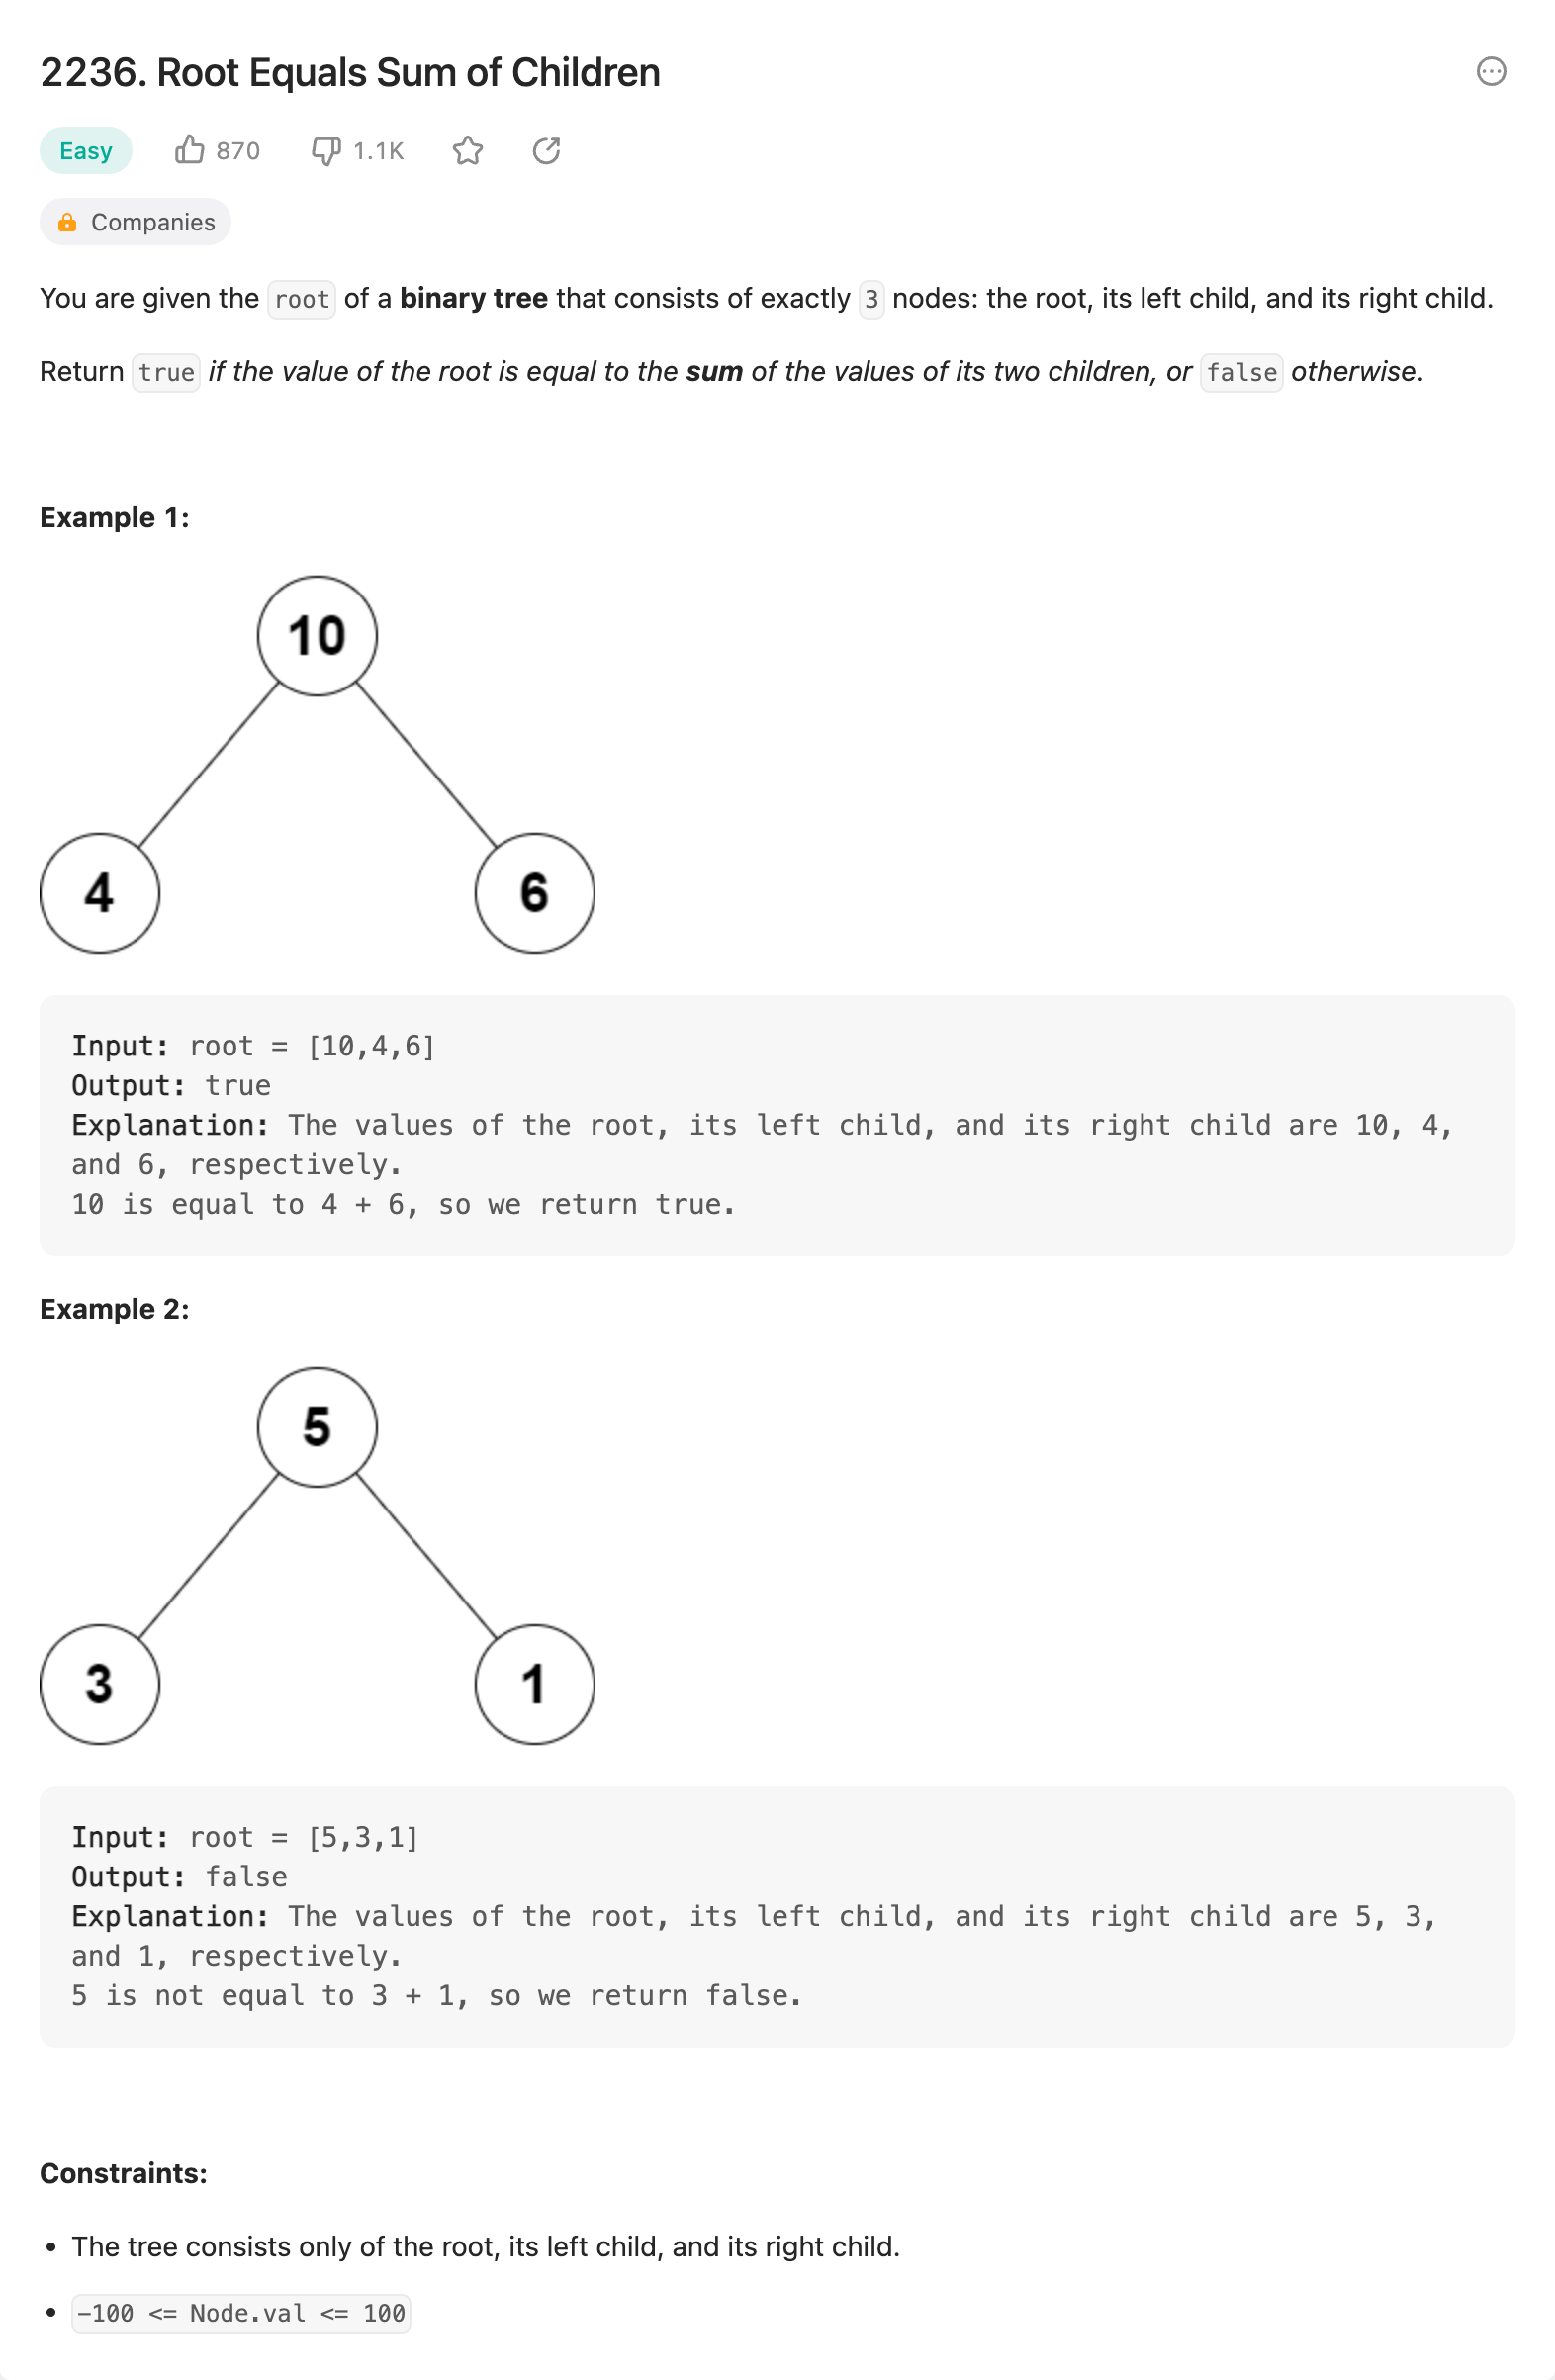 2236. Root Equals Sum of Children
Easy 870 1.1K
Companies
You are given the root of a binary tree that consists of exactly 3 nodes: the root, its left child, and its right child.
Return true if the value of the root is equal to the sum of the values of its two children, or false otherwise.
Example 1:
10
4 6
Input: root = [10,4,6]
Output: true
Explanation: The values of the root, its left child, and its right child are 10, 4,
and 6, respectively.
10 is equal to 4 + 6, so we return true.
Example 2:
5
3 1
Input: root = [5,3,1]
Output: false
Explanation: The values of the root, its left child, and its right child are 5, 3,
and 1, respectively.
5 is not equal to 3 + 1, so we return false.
Constraints:
• The tree consists only of the root, its left child, and its right child.
• -100 <= Node.val <= 100